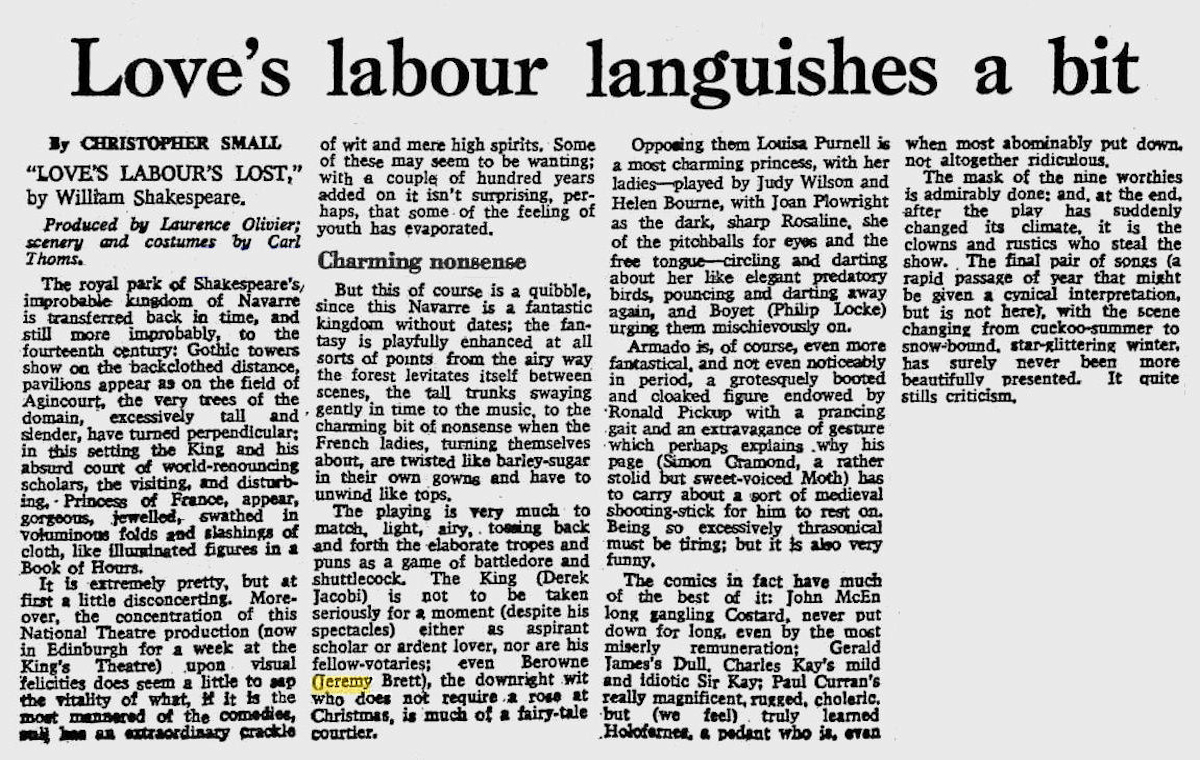 Love's labour languishes a bit
By CHRISTOPHER SMALL
"LOVE'S LABOUR'S LOST,"
by William Shakespeare.
Produced by Laurence Olivier;
scenery and costumes by Carl
Thoms.
The royal park of Shakespeare's
improbable kingdom of Navarre
is transferred back in time, and
still more improbably, to the
fourteenth century: Gothic towers
show on the backclothed distance,
pavilions appear as on the field of
Agincourt, the very trees of the
domain, excessively tall and
slender, have turned perpendicular;
in this setting the King and his
absurd court of world-renouncing
scholars, the visiting, and disturb-
ing, Princess of France, appear,
gorgeous, jewelled, swathed in
voluminous folds and slashings of
cloth, like illuminated figures in a
Book of Hours.
It is extremely pretty, but at
first a little disconcerting. More-
over, the concentration of this
National Theatre production (now
in Edinburgh for a week at the
King's Theatre) upon visual
felicities does seem a little to sap
the vitality of what, if it is the
most mannered of the comedies,
has an extraordinary crackle
of wit and mere high spirits. Some
of these may seem to be wanting;
with a couple of hundred years
added on it isn't surprising, per-
haps, that some of the feeling of
youth has evaporated.
Charming nonsense
But this of course is a quibble,
since this Navarre is a fantastic
kingdom without dates; the fan-
tasy is playfully enhanced at all
sorts of points from the airy way
the forest levitates itself between
scenes, the tall trunks swaying
gently in time to the music, to the
charming bit of nonsense when the
French ladies, turning themselves
about, are twisted like barley-sugar
in their own gowns and have to
unwind like tops.
The playing is very much to
match, light, airy, tossing back
and forth the elaborate tropes and
puns as a game of battledore and
shuttlecock. The King (Derek
Jacobi) is not to be taken
seriously for a moment (despite his
spectacles) either as aspirant
scholar or ardent lover, nor are his
fellow-votaries; even Berowne
(Jeremy Brett), the downright wit
who does not require a rose at
Christmas, is much of a fairy-tale
courtier.
Opposing them Louisa Purnell is
a most charming princess, with her
ladies—played by Judy Wilson and
Helen Bourne, with Joan Plowright
as the dark, sharp Rosaline, she
of the pitchballs for eyes and the
free tongue—circling and darting
about her like elegant predatory
birds, pouncing and darting away
again, and Boyet (Philip Locke)
urging them mischievously on.
Armado is, of course, even more
fantastical, and not even noticeably
in period, a grotesquely booted
and cloaked figure endowed by
Ronald Pickup with a prancing
gait and an extravagance of gesture
which perhaps explains why his
page (Simon Cramond, a rather
stolid but sweet-voiced Moth) has
to carry about a sort of medieval
shooting-stick for him to rest on.
Being so excessively thrasonical
must be tiring; but it is also very
funny.
The comics in fact have much
of the best of it: John McEn
long gangling Costard, never put
down for long, even by the most
miserly remuneration; Gerald
James's Dull, Charles Kay's mild
and idiotic Sir Kay; Paul Curran's
really magnificent, rugged, choleric,
but (we feel) truly learned
Holofernes, a pedant who is, even
when most abominably put down,
not altogether ridiculous.
The mask of the nine worthies
is admirably done; and, at the end,
after the play has suddenly
changed its climate, it is the
clowns and rustics who steal the
show. The final pair of songs (a
rapid passage of year that might
be given a cynical interpretation,
but is not here), with the scene
changing from cuckoo-summer to
snow-bound, star-glittering winter,
has surely never been more
beautifully presented. It quite
stills criticism.